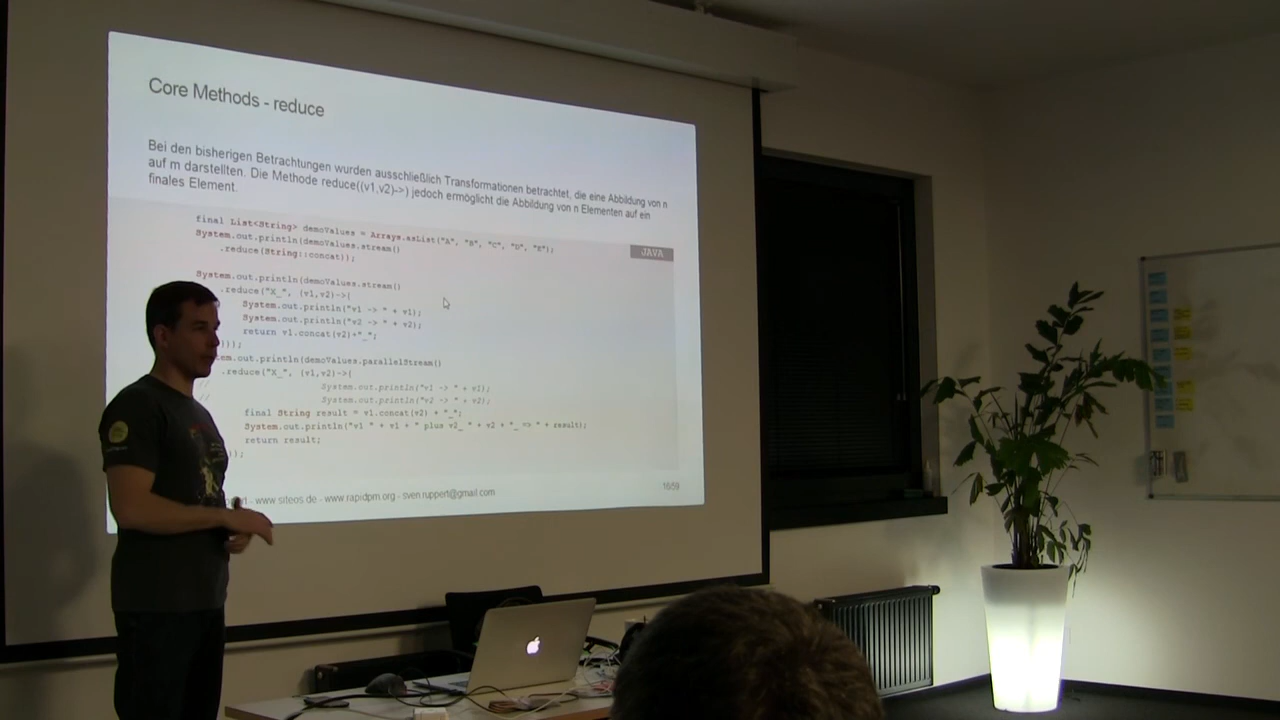 Core Methods - reduce
Bei den bisherigen Betrachtungen wurden ausschließlich Transformationen betrachtet, die eine Abbildung von n
auf m darstellten. Die Methode reduce((v1,v2)->) jedoch ermöglicht die Abbildung von n Elementen auf ein
finales Element.
JAVA
final List<String> demoValues = Arrays.asList("A", "B", "C", "D", "E");
System.out.println(demoValues.stream()
.reduce(String::concat));
System.out.println(demoValues.stream()
.reduce("X_", (v1,v2)->{
System.out.println("v1 -> " + v1);
System.out.println("v2 -> " + v2);
return v1.concat(v2)+"_";
}));
em.out.println(demoValues.parallelStream()
.reduce("X_", (v1,v2)->{
// System.out.println("v1 -> " + v1);
// System.out.println("v2 -> " + v2);
final String result = v1.concat(v2) + "_";
System.out.println("v1 " + v1 + " plus v2_ " + v2 + "_ => " + result);
return result;
));
- www.siteos.de - www.rapidpm.org - sven.ruppert@gmail.com
10/59